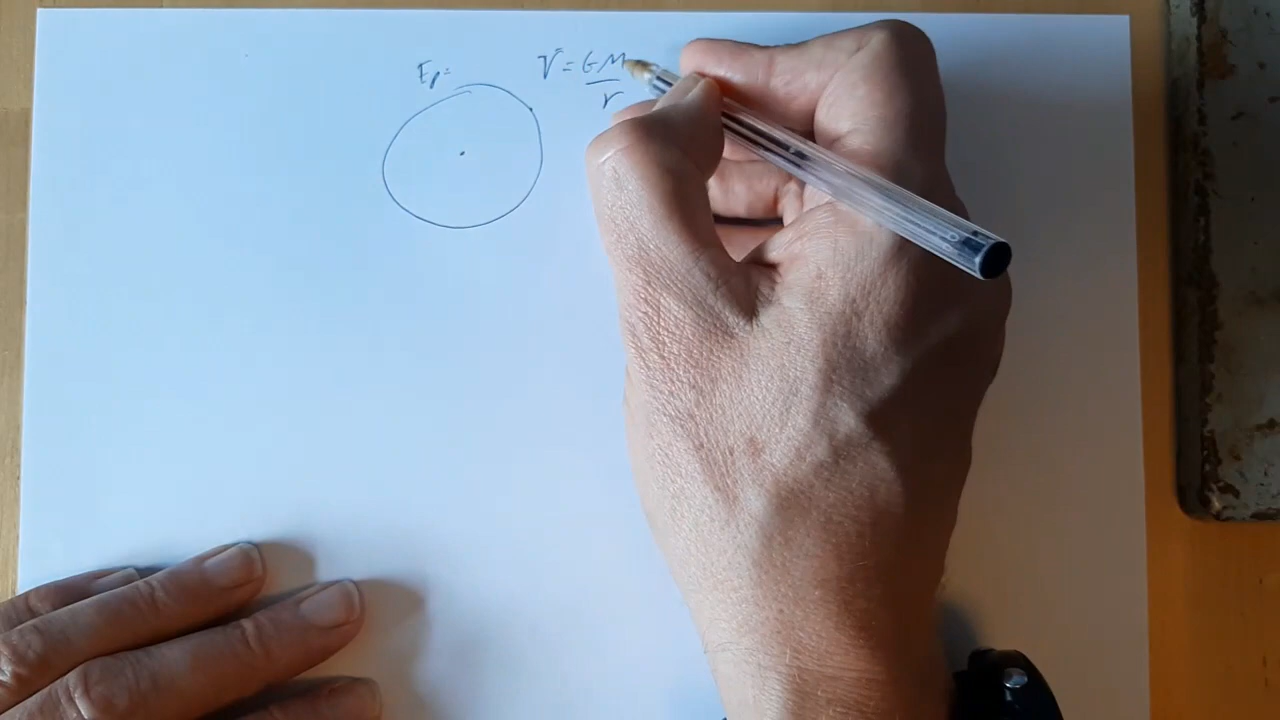 Ep=
V = GM
r